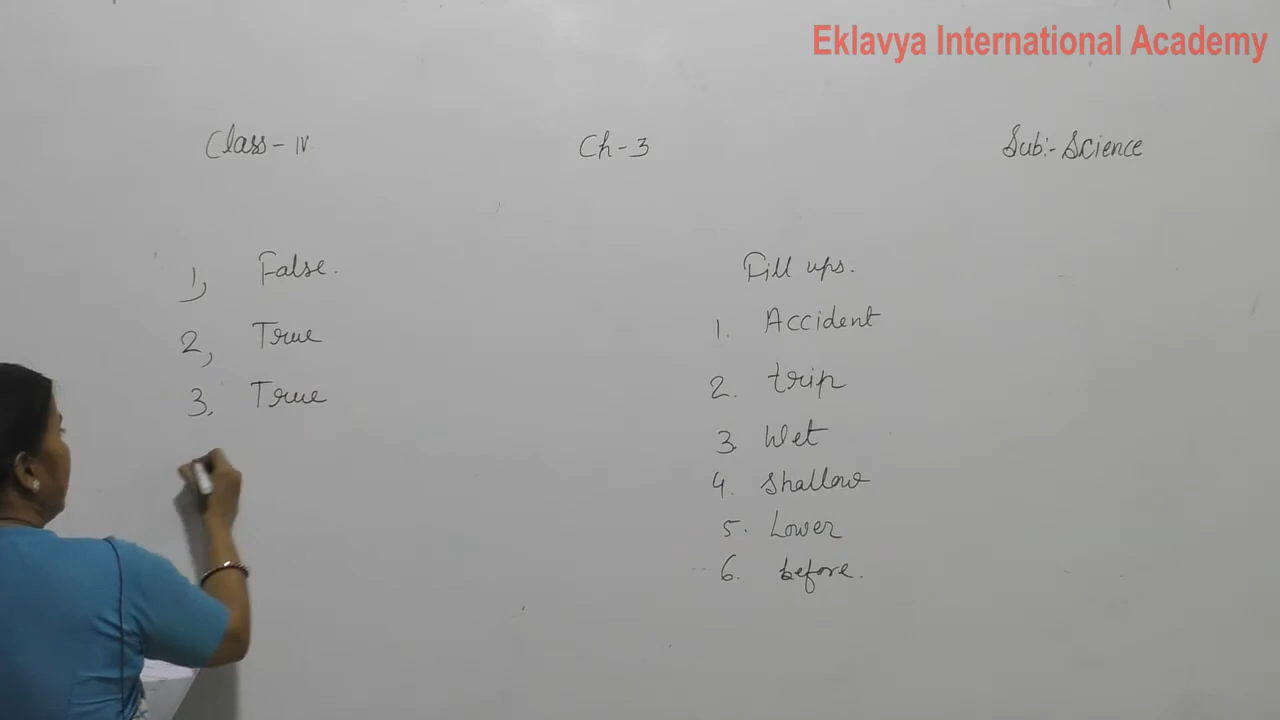 Eklavya International Academy
Class - IV
Ch - 3
Sub:- Science
1, False.
2, True
3. True
Fill ups.
1. Accident
2. trip
3. Wet
4. Shallow
5. Lower
6. before.